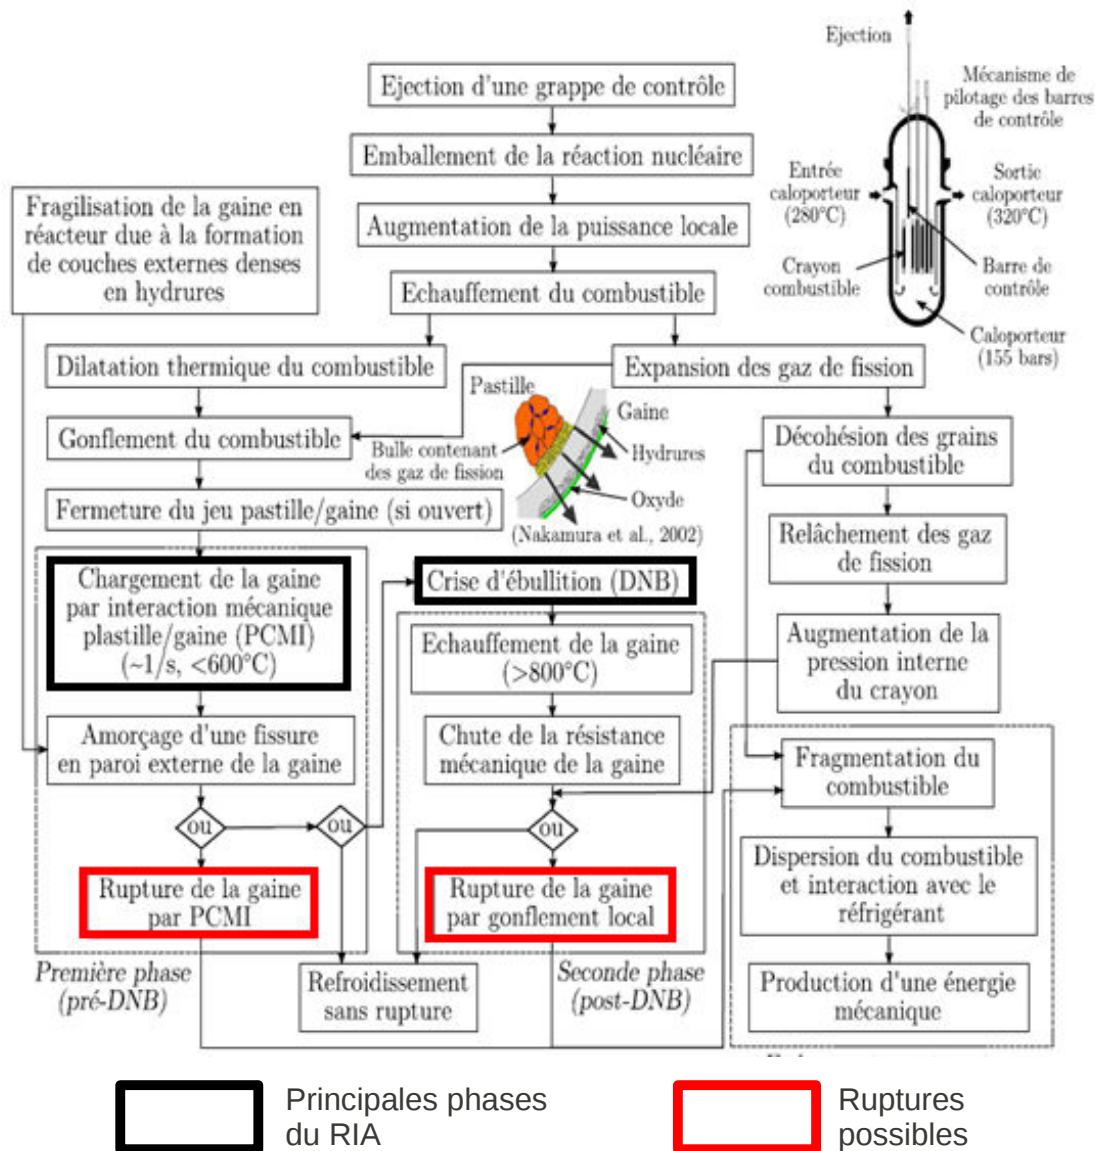 Ejection
Ejection d'une grappe de contrôle
Mécanisme de
pilotage des barres
de contrôle
Emballement de la réaction nucléaire
Entrée
caloporteur
(280°C)
Sortie
caloporteur
(320°C)
Fragilisation de la gaine en
réacteur due à la formation
de couches externes denses
en hydrures
Augmentation de la puissance locale
Crayon
combustible
Barre de
contrôle
Echauffement du combustible
Caloporteur
(155 bars)
Dilatation thermique du combustible
Expansion des gaz de fission
Pastille
Gaine
Bulle contenant
des gaz de fission
Hydrures
Oxyde
(Nakamura et al., 2002)
Gonflement du combustible
Décohésion des grains
du combustible
Fermeture du jeu pastille/gaine (si ouvert)
Relâchement des gaz
de fission
Chargement de la gaine
par interaction mécanique
plastille/gaine (PCMI)
(~1/s, <600°C)
Crise d'ébullition (DNB)
Echauffement de la gaine
(>800°C)
Augmentation de la
pression interne
du crayon
Amorçage d'une fissure
en paroi externe de la gaine
Chute de la résistance
mécanique de la gaine
Fragmentation du
combustible
ou
ou
ou
Rupture de la gaine
par PCMI
Rupture de la gaine
par gonflement local
Dispersion du combustible
et interaction avec le
réfrigérant
Première phase
(pré-DNB)
Refroidissement
sans rupture
Seconde phase
(post-DNB)
Production d'une énergie
mécanique
Principales phases
du RIA
Ruptures
possibles